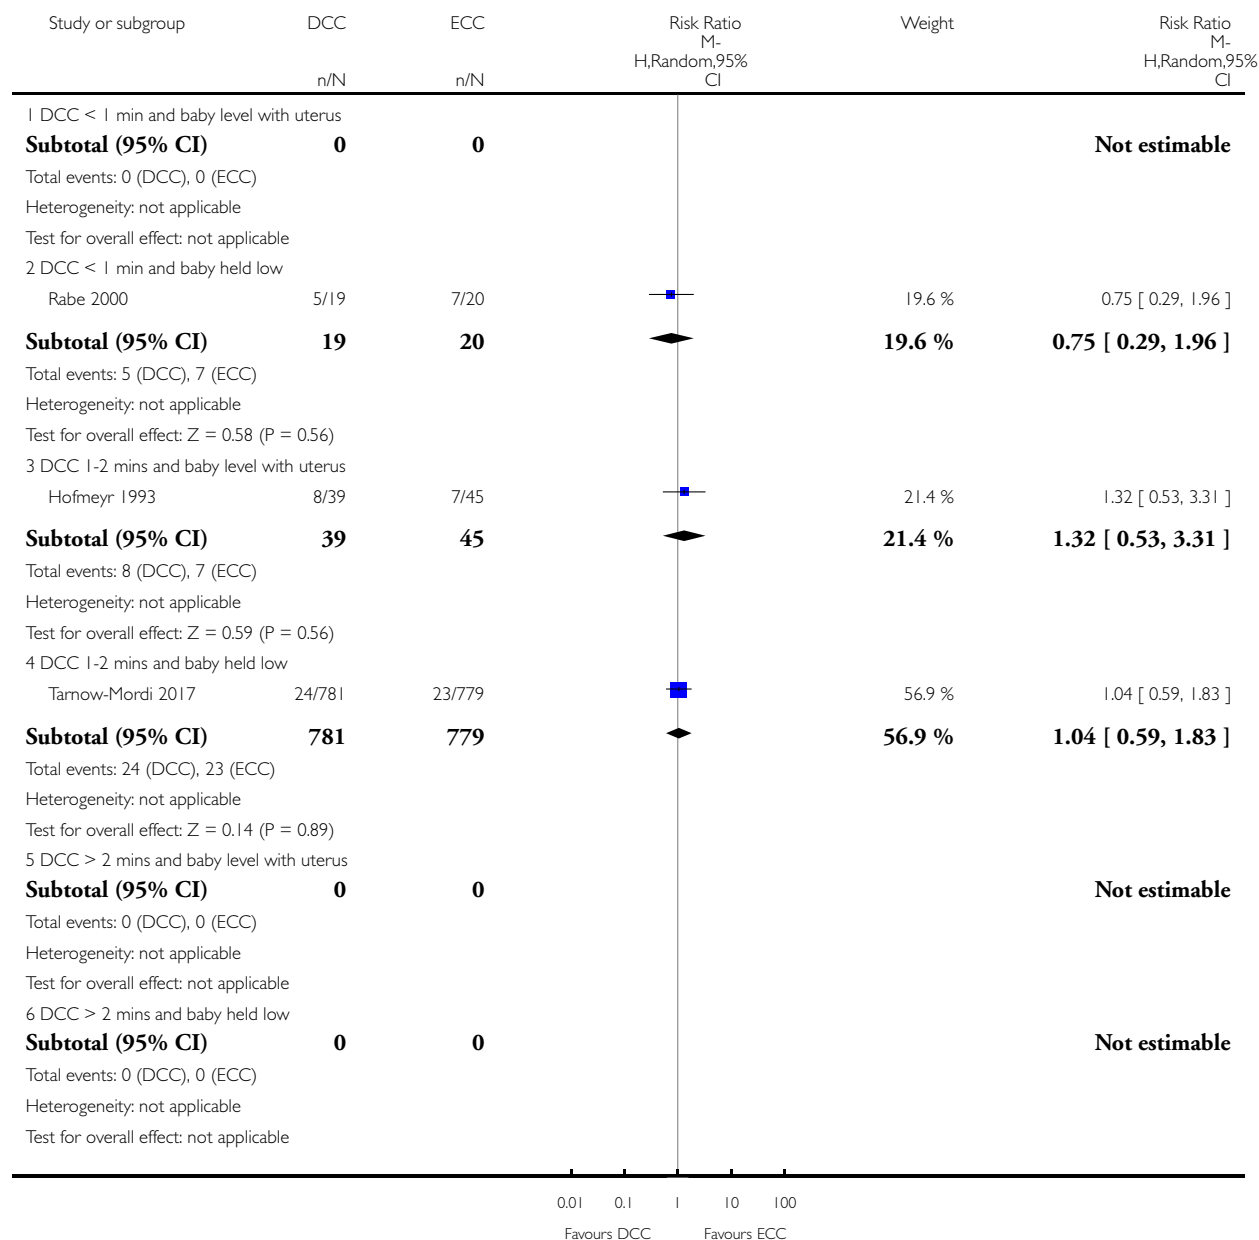 Study or subgroup DCC ECC Risk Ratio Weight Risk Ratio
M- M-
H,Random,95% H,Random,95%
n/N n/N CI CI
1 DCC < 1 min and baby level with uterus
Subtotal (95% CI) 0 0 Not estimable
Total events: 0 (DCC), 0 (ECC)
Heterogeneity: not applicable
Test for overall effect: not applicable
2 DCC < 1 min and baby held low
Rabe 2000 5/19 7/20 19.6 % 0.75 [ 0.29, 1.96 ]
Subtotal (95% CI) 19 20 19.6 % 0.75 [ 0.29, 1.96 ]
Total events: 5 (DCC), 7 (ECC)
Heterogeneity: not applicable
Test for overall effect: Z = 0.58 (P = 0.56)
3 DCC 1-2 mins and baby level with uterus
Hofmeyr 1993 8/39 7/45 21.4 % 1.32 [ 0.53, 3.31 ]
Subtotal (95% CI) 39 45 21.4 % 1.32 [ 0.53, 3.31 ]
Total events: 8 (DCC), 7 (ECC)
Heterogeneity: not applicable
Test for overall effect: Z = 0.59 (P = 0.56)
4 DCC 1-2 mins and baby held low
Tarnow-Mordi 2017 24/781 23/779 56.9 % 1.04 [ 0.59, 1.83 ]
Subtotal (95% CI) 781 779 56.9 % 1.04 [ 0.59, 1.83 ]
Total events: 24 (DCC), 23 (ECC)
Heterogeneity: not applicable
Test for overall effect: Z = 0.14 (P = 0.89)
5 DCC > 2 mins and baby level with uterus
Subtotal (95% CI) 0 0 Not estimable
Total events: 0 (DCC), 0 (ECC)
Heterogeneity: not applicable
Test for overall effect: not applicable
6 DCC > 2 mins and baby held low
Subtotal (95% CI) 0 0 Not estimable
Total events: 0 (DCC), 0 (ECC)
Heterogeneity: not applicable
Test for overall effect: not applicable
0.01 0.1 1 10 100
Favours DCC Favours ECC